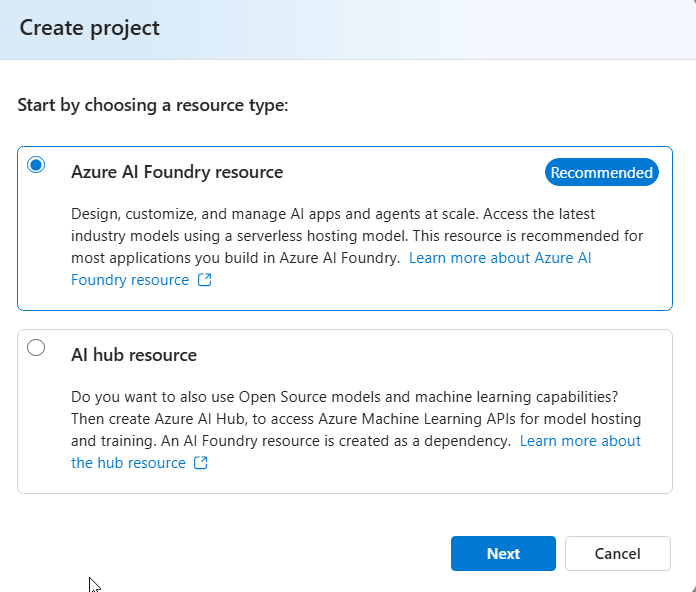 Create project
Start by choosing a resource type:
Azure AI Foundry resource
Recommended
Design, customize, and manage AI apps and agents at scale. Access the latest
industry models using a serverless hosting model. This resource is recommended for
most applications you build in Azure AI Foundry. Learn more about Azure AI
Foundry resource
AI hub resource
Do you want to also use Open Source models and machine learning capabilities?
Then create Azure AI Hub, to access Azure Machine Learning APIs for model hosting
and training. An AI Foundry resource is created as a dependency. Learn more about
the hub resource
Next
Cancel